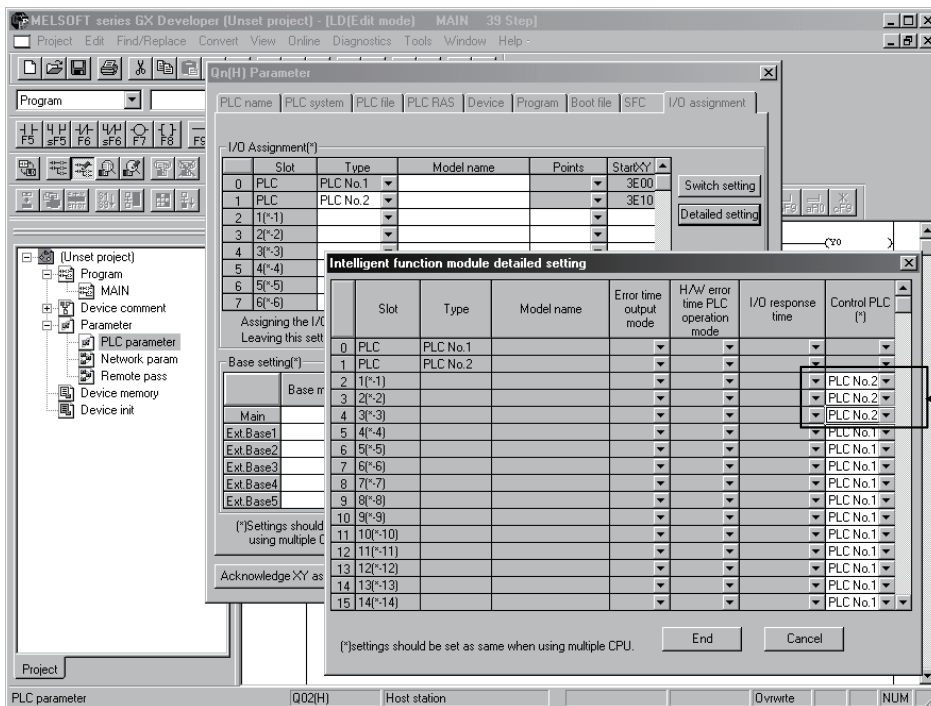 MELSOFT series GX Developer (Unset project) - [LD(Edit mode) MAIN 39 Step]
Project Edit Find/Replace Convert View Online Diagnostics Tools Window Help
Qn(H) Parameter
Program
PLC name PLC system PLC file PLC RAS Device Program Boot file SFC I/O assignment
F5 sF5 F6 sF6 F7 F8 F9
I/O Assignment(*)
Slot Type Model name Points StartXY
0 PLC PLC No.1 3E00
1 PLC PLC No.2 3E10
2 1(*-1)
3 2(*-2)
4 3(*-3)
5 4(*-4)
6 5(*-5)
7 6(*-6)
Switch setting
Detailed setting
Assigning the I/O
Leaving this sett
Base setting(*)
Base m
Main
Ext.Base1
Ext.Base2
Ext.Base3
Ext.Base4
Ext.Base5
(*)Settings should
using multiple C
Acknowledge XY as
(Unset project)
Program
MAIN
Device comment
Parameter
PLC parameter
Network param
Remote pass
Device memory
Device init
Project
(Y0 )
Intelligent function module detailed setting
Slot Type Model name Error time output mode H/W error time PLC operation mode I/O response time Control PLC (*)
0 PLC PLC No.1
1 PLC PLC No.2
2 1(*-1) PLC No.2
3 2(*-2) PLC No.2
4 3(*-3) PLC No.2
5 4(*-4) PLC No.1
6 5(*-5) PLC No.1
7 6(*-6) PLC No.1
8 7(*-7) PLC No.1
9 8(*-8) PLC No.1
10 9(*-9) PLC No.1
11 10(*-10) PLC No.1
12 11(*-11) PLC No.1
13 12(*-12) PLC No.1
14 13(*-13) PLC No.1
15 14(*-14) PLC No.1
(*)settings should be set as same when using multiple CPU.
End Cancel
PLC parameter Q02(H) Host station Ovrwrte NUM